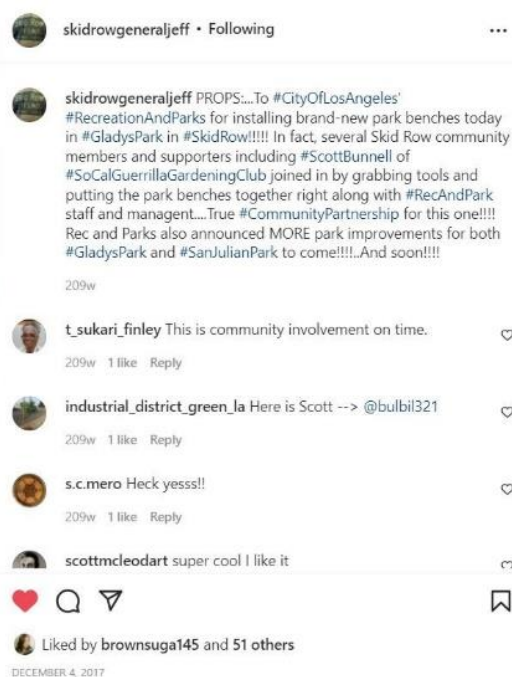 skidrowgeneraljeff • Following
skidrowgeneraljeff PROPS:...To #CityOfLosAngeles'
#RecreationAndParks for installing brand-new park benches today
in #GladysPark in #SkidRow!!!!! In fact, several Skid Row community
members and supporters including #ScottBunnell of
#SoCalGuerrillaGardeningClub joined in by grabbing tools and
putting the park benches together right along with #RecAndPark
staff and managent....True #CommunityPartnership for this one!!!!
Rec and Parks also announced MORE park improvements for both
#GladysPark and #SanJulianPark to come!!!!..And soon!!!!
209w
t_sukari_finley This is community involvement on time.
209w 1 like Reply
industrial_district_green_la Here is Scott --> @bulbil321
209w 1 like Reply
s.c.mero Heck yesss!!
209w 1 like Reply
scottmcleodart super cool I like it
Liked by brownsuga145 and 51 others
DECEMBER 4, 2017